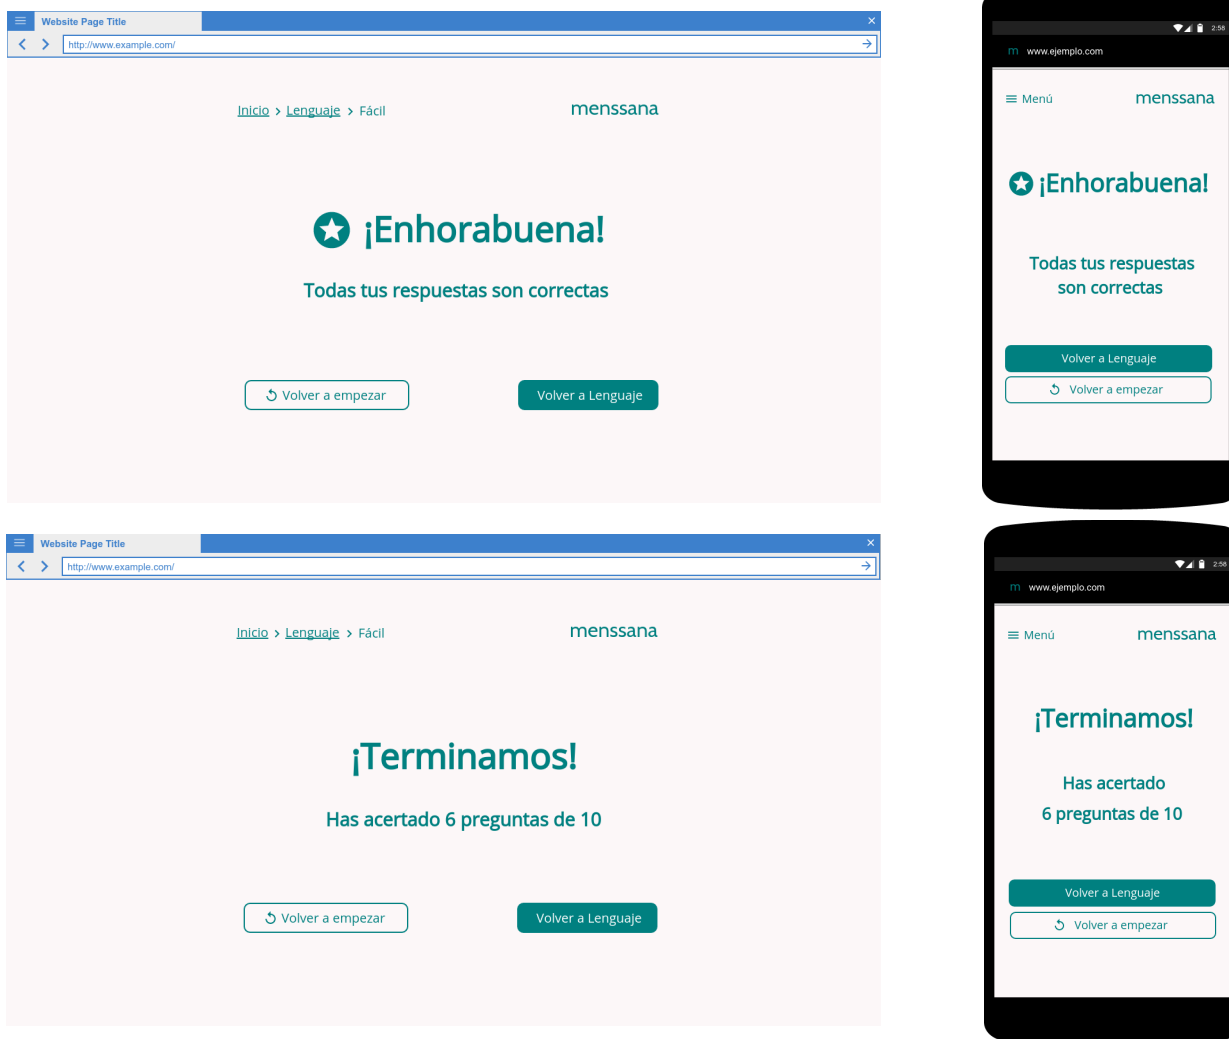 Website Page Title
http://www.example.com/
Inicio > Lenguaje > Fácil
menssana
¡Enhorabuena!
Todas tus respuestas son correctas
Volver a empezar
Volver a Lenguaje
2:58
m www.ejemplo.com
Menú
menssana
¡Enhorabuena!
Todas tus respuestas
son correctas
Volver a Lenguaje
Volver a empezar
Website Page Title
http://www.example.com/
Inicio > Lenguaje > Fácil
menssana
¡Terminamos!
Has acertado 6 preguntas de 10
Volver a empezar
Volver a Lenguaje
2:58
m www.ejemplo.com
Menú
menssana
¡Terminamos!
Has acertado
6 preguntas de 10
Volver a Lenguaje
Volver a empezar